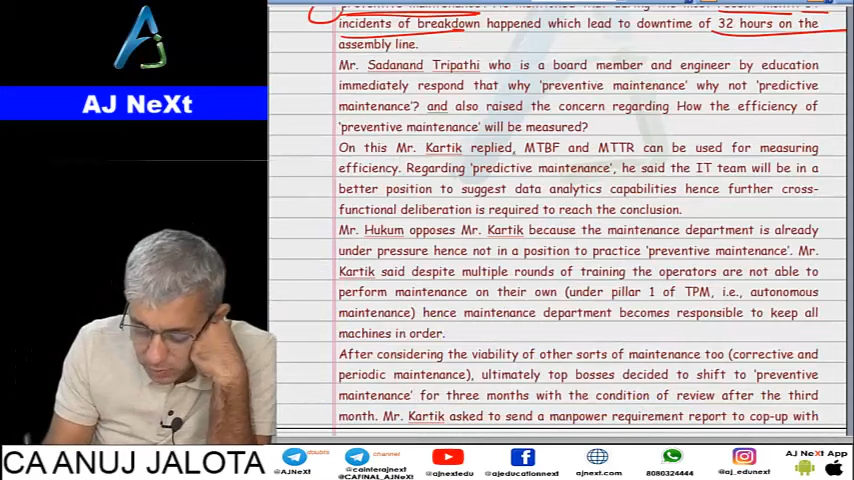 incidents of breakdown happened which lead to downtime of 32 hours on the
assembly line.
Mr. Sadanand Tripathi who is a board member and engineer by education
immediately respond that why 'preventive maintenance' why not 'predictive
maintenance'? and also raised the concern regarding How the efficiency of
'preventive maintenance' will be measured?
On this Mr. Kartik replied, MTBF and MTTR can be used for measuring
efficiency. Regarding 'predictive maintenance', he said the IT team will be in a
better position to suggest data analytics capabilities hence further cross-
functional deliberation is required to reach the conclusion.
Mr. Hukum opposes Mr. Kartik because the maintenance department is already
under pressure hence not in a position to practice 'preventive maintenance'. Mr.
Kartik said despite multiple rounds of training the operators are not able to
perform maintenance on their own (under pillar 1 of TPM, i.e., autonomous
maintenance) hence maintenance department becomes responsible to keep all
machines in order.
After considering the viability of other sorts of maintenance too (corrective and
periodic maintenance), ultimately top bosses decided to shift to 'preventive
maintenance' for three months with the condition of review after the third
month. Mr. Kartik asked to send a manpower requirement report to cop-up with
AJ NeXt
CA ANUJ JALOTA
doubts
@AJNeXt
channel
@cainterajnext
@CAFINAL_AJNeXt
@ajnextedu
@ajeducationnext
ajnext.com
8080324444
@aj_edunext
AJ NeXt App